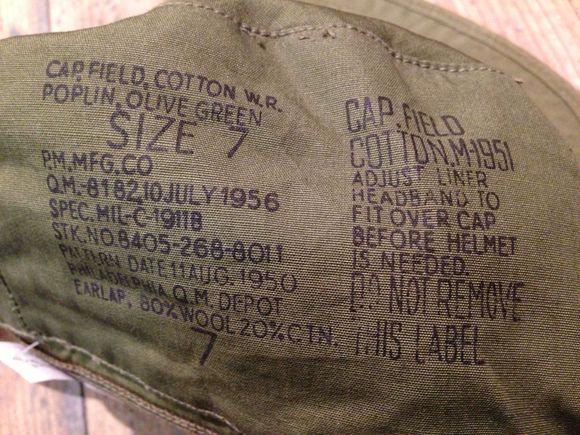 CAP, FIELD, COTTON W.R.
POPLIN, OLIVE GREEN
SIZE 7
P.M. MFG. CO
Q.M.-8182, 10 JULY 1956
SPEC. MIL-C-1911B
STK. NO. 8405-268-8011
PATTERN DATE 11 AUG. 1950
PHILADELPHIA Q.M. DEPOT
EARLAP, 80% WOOL 20% CTN.
7
CAP, FIELD
COTTON, M-1951
ADJUST LINER
HEADBAND TO
FIT OVER CAP
BEFORE HELMET
IS NEEDED.
DO NOT REMOVE
THIS LABEL